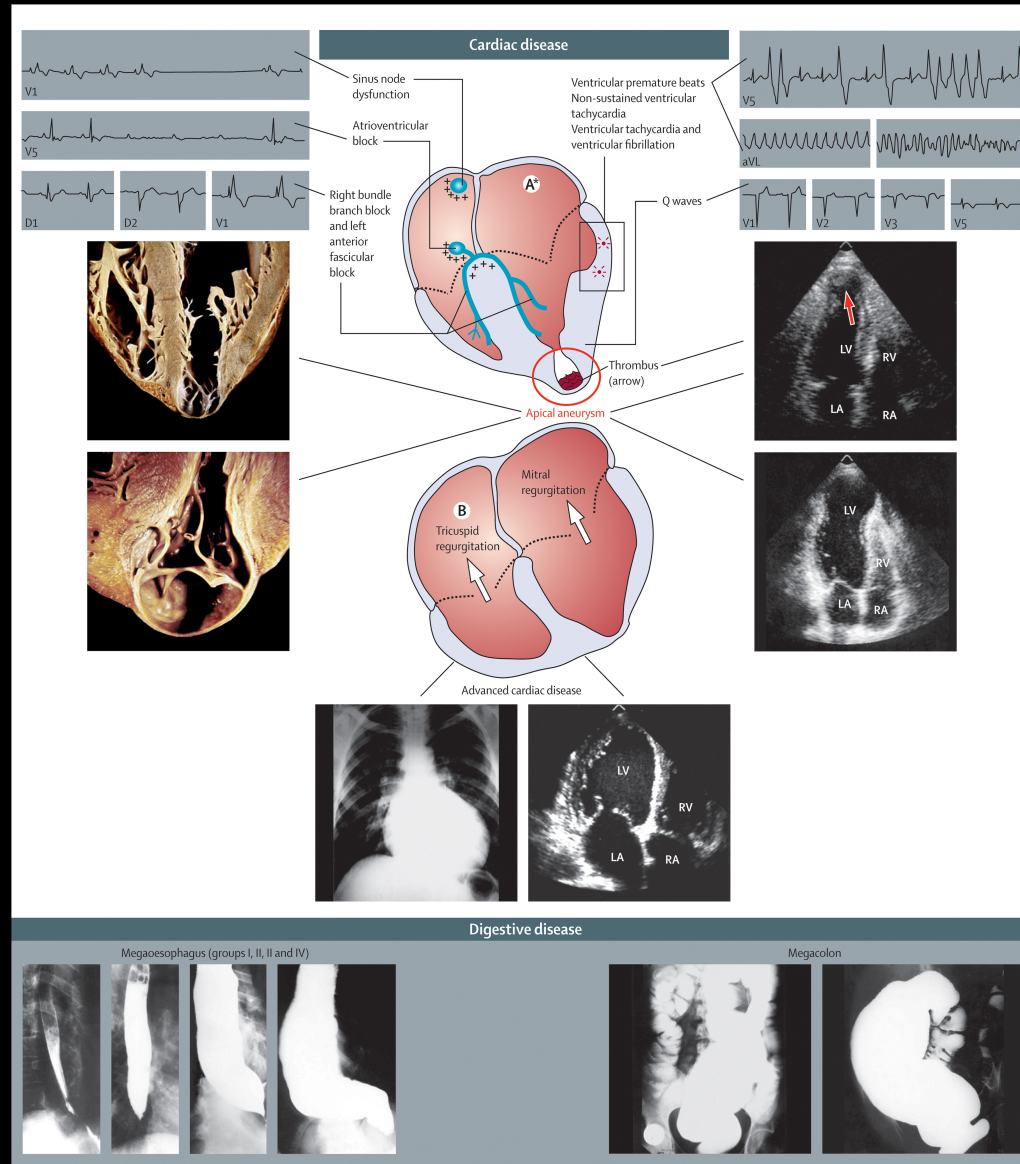 Cardiac disease
V1
Sinus node
dysfunction
V5
Atrioventricular
block
D1
D2
V1
Right bundle
branch block
and left
anterior
fascicular
block
A*
Ventricular premature beats
Non-sustained ventricular
tachycardia
Ventricular tachycardia and
ventricular fibrillation
V5
aVL
Q waves
V1
V2
V3
V5
+ + + + + +
+ + + + + + +
+ + + + +
LV
RV
LA
RA
Thrombus
(arrow)
Apical aneurysm
B
Tricuspid
regurgitation
Mitral
regurgitation
LV
RV
LA
RA
Advanced cardiac disease
LV
RV
LA
RA
Digestive disease
Megaoesophagus (groups I, II, II and IV)
Megacolon